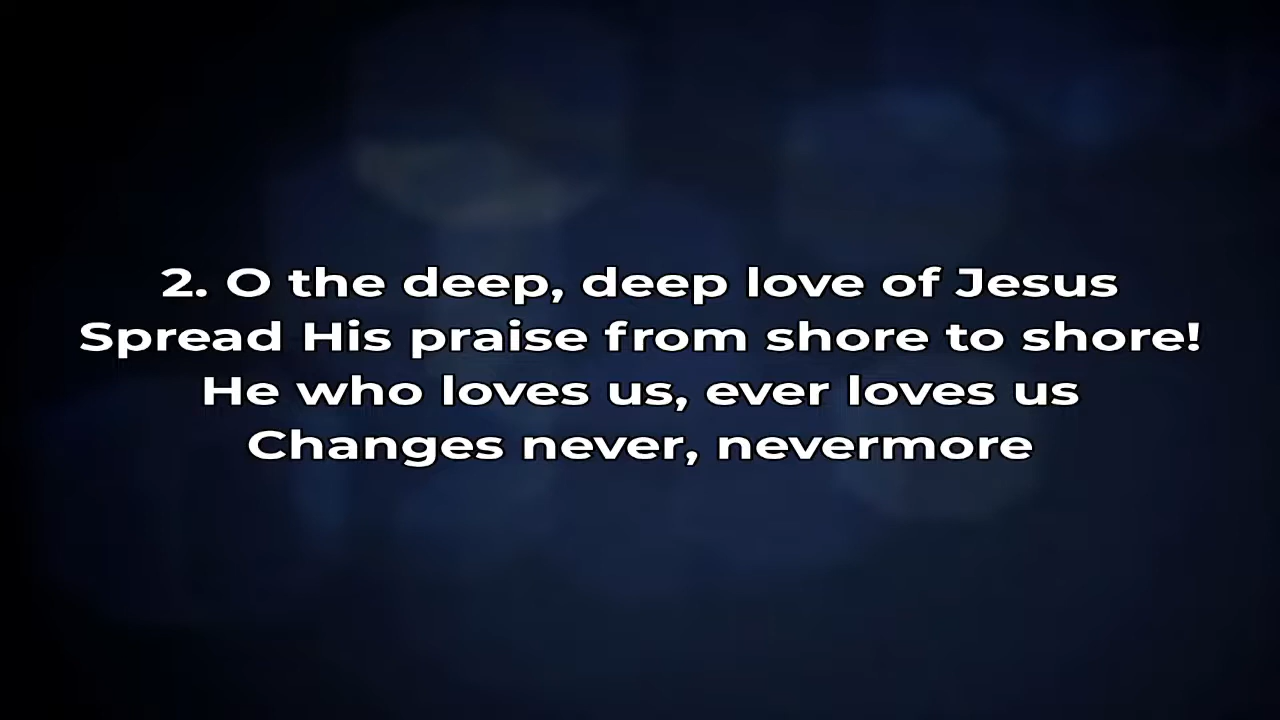 2. O the deep, deep love of Jesus
Spread His praise from shore to shore!
He who loves us, ever loves us
Changes never, nevermore